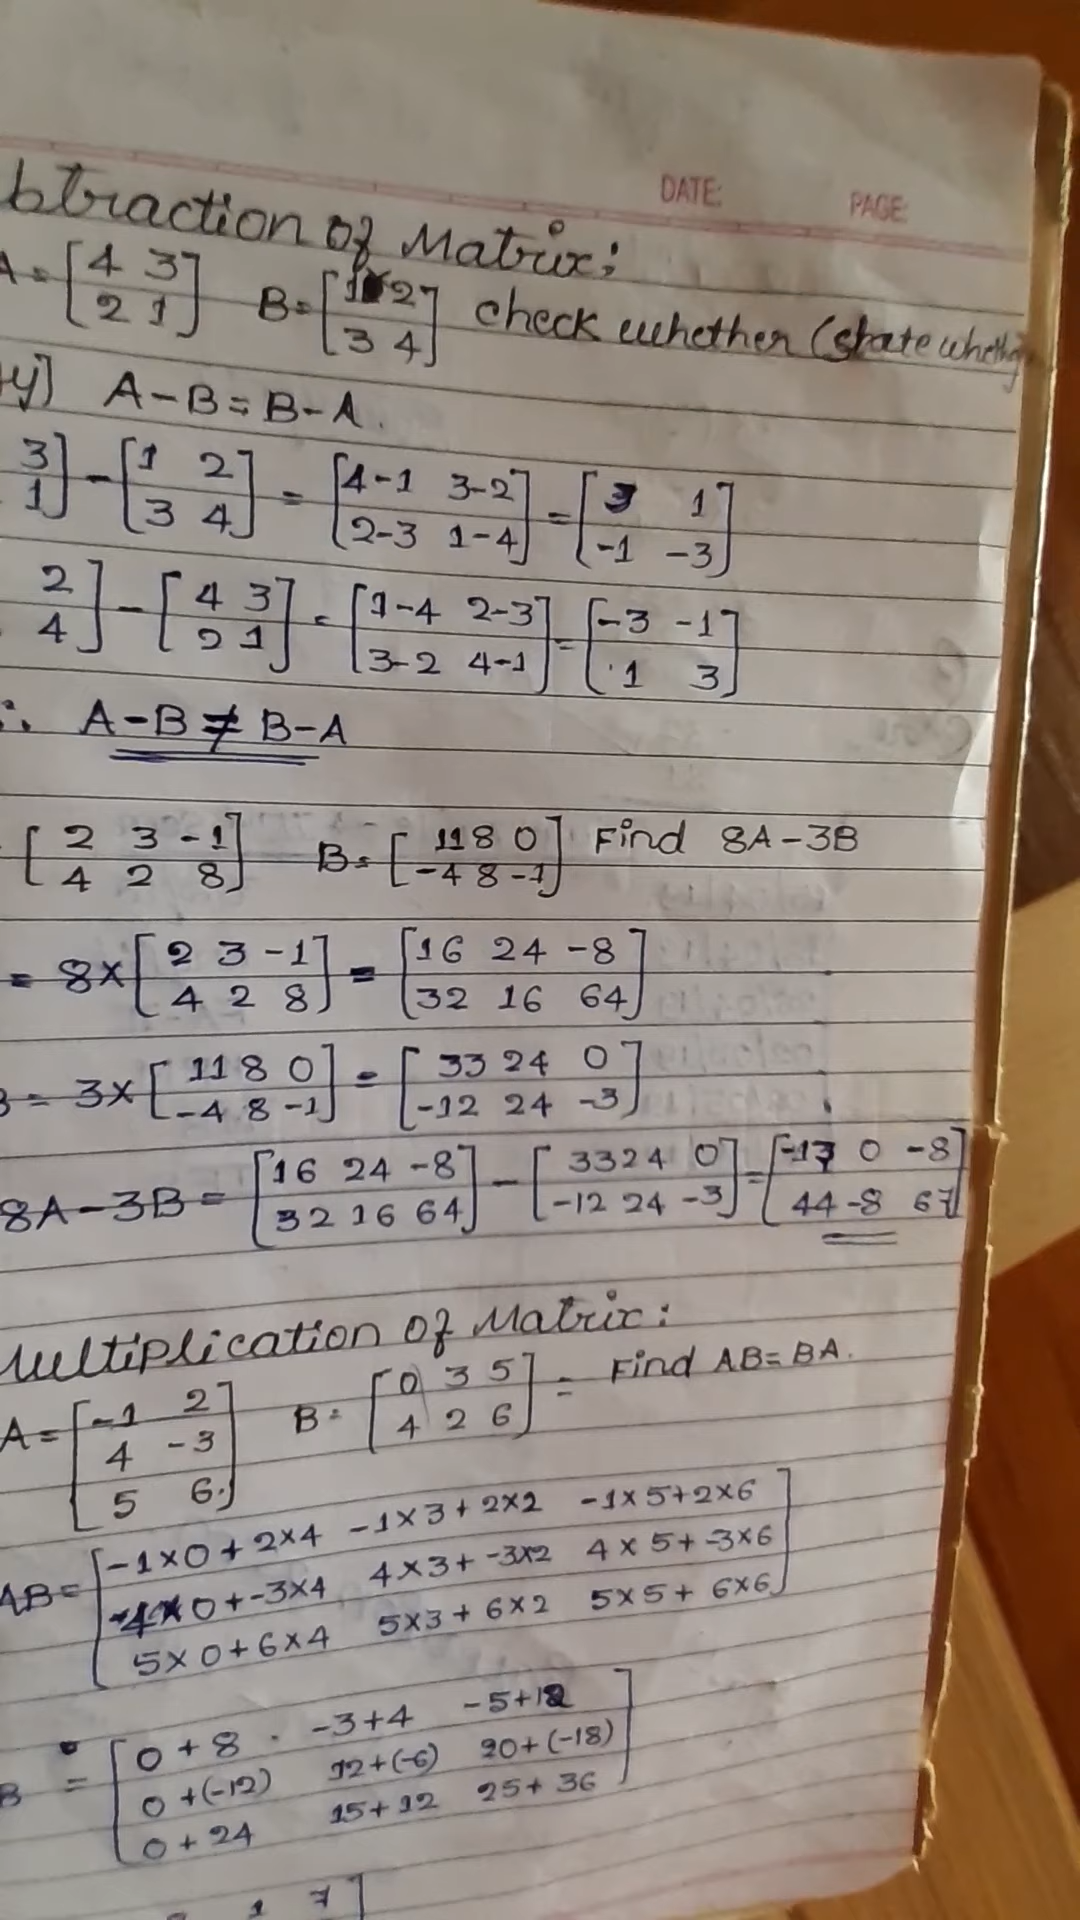 DATE: PAGE:
btraction of Matrix:
A = [4 3 B = [1 2 check whether (state whether
2 1] 3 4]
y] A-B = B-A.
3 - [1 2 = [4-1 3-2 = [3 1
1] 3 4] 2-3 1-4] -1 -3]
2 - [4 3 = [1-4 2-3 = [-3 -1
4] 2 1] 3-2 4-1] 1 3]
∴ A-B ≠ B-A
[2 3 -1 B = [11 8 0 Find 8A-3B
4 2 8] -4 8 -1]
= 8× [2 3 -1 = [16 24 -8
4 2 8] 32 16 64]
B = 3× [11 8 0 = [33 24 0
-4 8 -1] -12 24 -3]
8A-3B = [16 24 -8 - [33 24 0 = [-17 0 -8
32 16 64] -12 24 -3] 44 -8 67]
Multiplication of Matrix:
A = [-1 2 B = [0 3 5 = Find AB = BA.
4 -3 4 2 6]
5 6]
AB = [-1×0+2×4 -1×3+2×2 -1×5+2×6
4×0+-3×4 4×3+-3×2 4×5+-3×6
5×0+6×4 5×3+6×2 5×5+6×6]
B = [0+8 -3+4 -5+12
0+(-12) 12+(-6) 20+(-18)
0+24 15+12 25+36]
1 7]